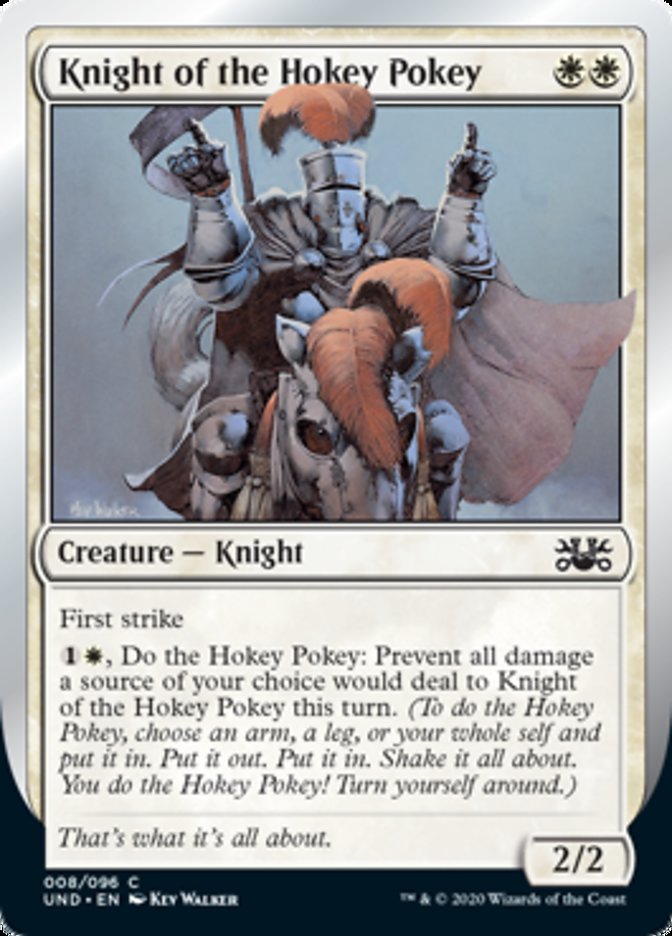 Knight of the Hokey Pokey
Kev Walker
Creature — Knight
First strike
1, Do the Hokey Pokey: Prevent all damage
a source of your choice would deal to Knight
of the Hokey Pokey this turn. (To do the Hokey
Pokey, choose an arm, a leg, or your whole self and
put it in. Put it out. Put it in. Shake it all about.
You do the Hokey Pokey! Turn yourself around.)
That's what it's all about.
2/2
008/096 C
UND • EN Kev Walker
™ & © 2020 Wizards of the Coast